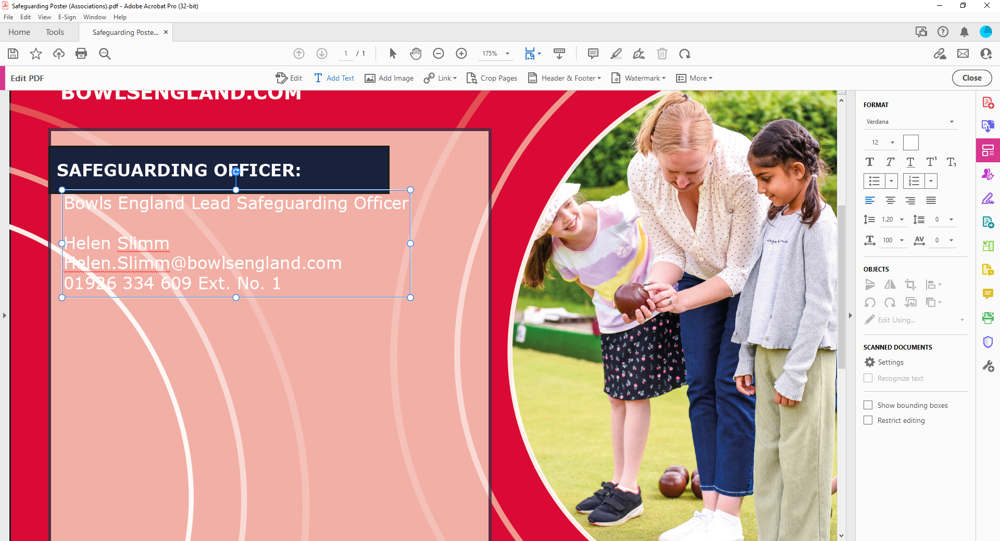 Safeguarding Poster (Associations).pdf - Adobe Acrobat Pro (32-bit)
File Edit View E-Sign Window Help
Home Tools Safeguarding Poste... ×
1 / 1 175%
Edit PDF Edit Add Text Add Image Link Crop Pages Header & Footer Watermark More Close
BOWLSENGLAND.COM
SAFEGUARDING OFFICER:
Bowls England Lead Safeguarding Officer
Helen Slimm
Helen.Slimm@bowlsengland.com
01926 334 609 Ext. No. 1
FORMAT
Verdana
12
T T T T1 T1
1.20 0
100 AV 0
OBJECTS
Edit Using...
SCANNED DOCUMENTS
Settings
Recognize text
Show bounding boxes
Restrict editing